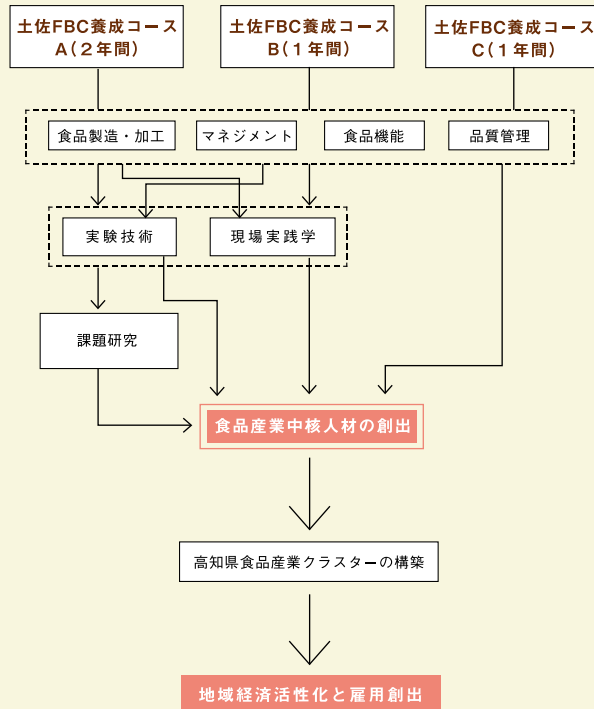 土佐FBC養成コース
A(2年間)
土佐FBC養成コース
B(1年間)
土佐FBC養成コース
C(1年間)
食品製造・加工
マネジメント
食品機能
品質管理
実験技術
現場実践学
課題研究
食品産業中核人材の創出
高知県食品産業クラスターの構築
地域経済活性化と雇用創出